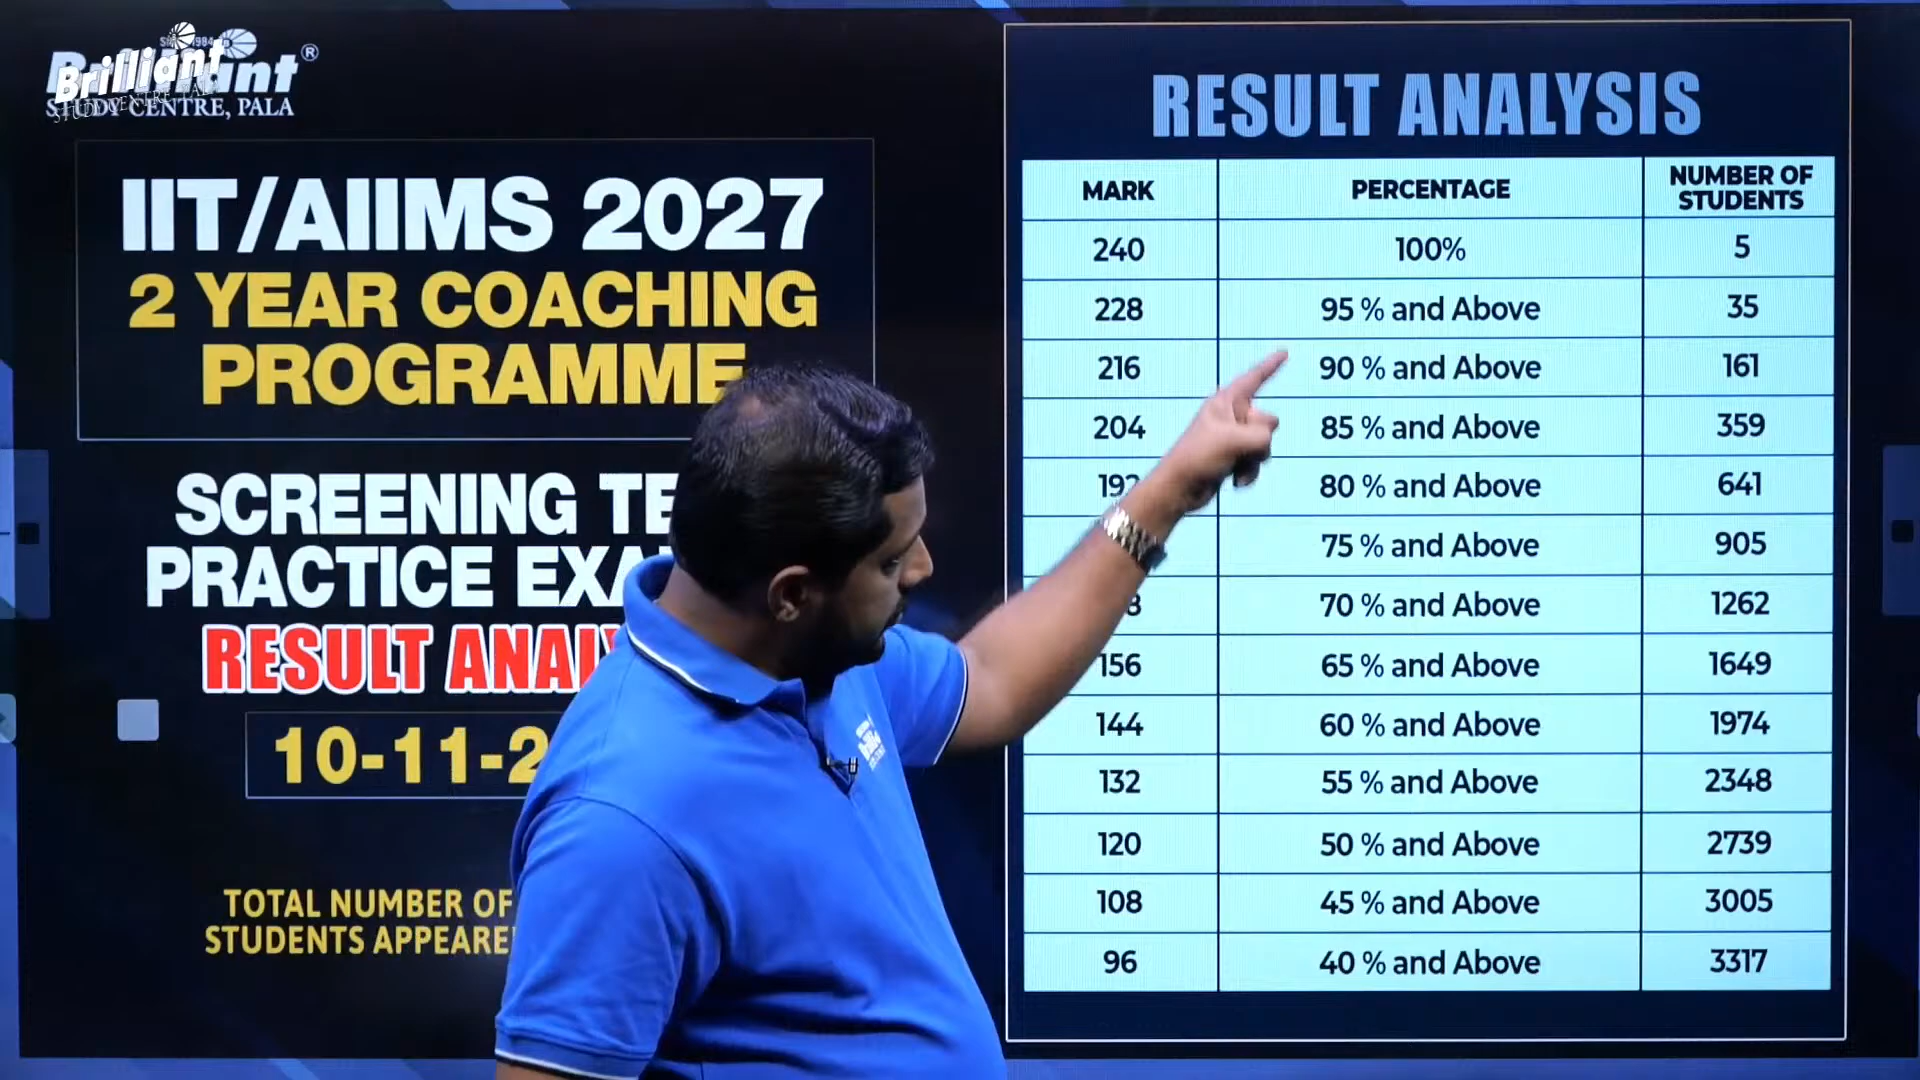 Brilliant
STUDY CENTRE, PALA
IIT/AIIMS 2027
2 YEAR COACHING
PROGRAMME
SCREENING
PRACTICE
RESULT
10-11-2
TOTAL NUMBER OF
STUDENTS
RESULT ANALYSIS
MARK PERCENTAGE NUMBER OF STUDENTS
240 100% 5
228 95 % and Above 35
216 90 % and Above 161
204 85 % and Above 359
80 % and Above 641
75 % and Above 905
70 % and Above 1262
156 65 % and Above 1649
144 60 % and Above 1974
132 55 % and Above 2348
120 50 % and Above 2739
108 45 % and Above 3005
96 40 % and Above 3317